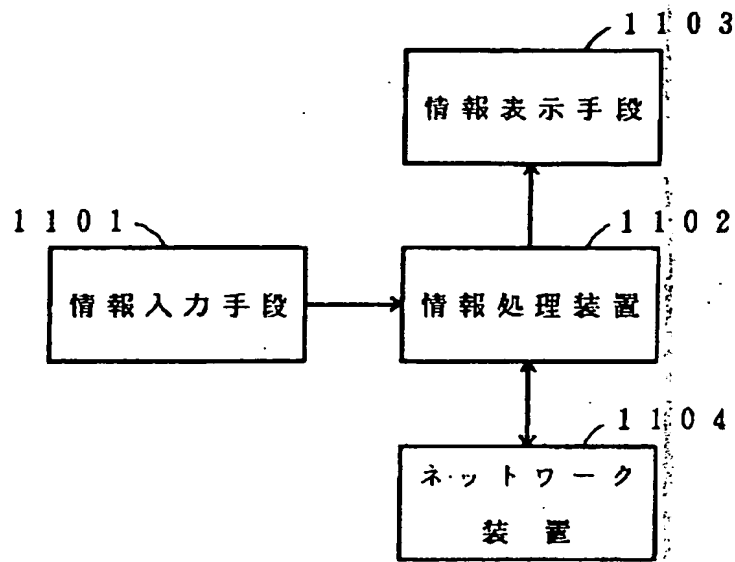 1103
情報表示手段
1101
1102
情報入力手段
情報処理装置
1104
ネットワーク
装置